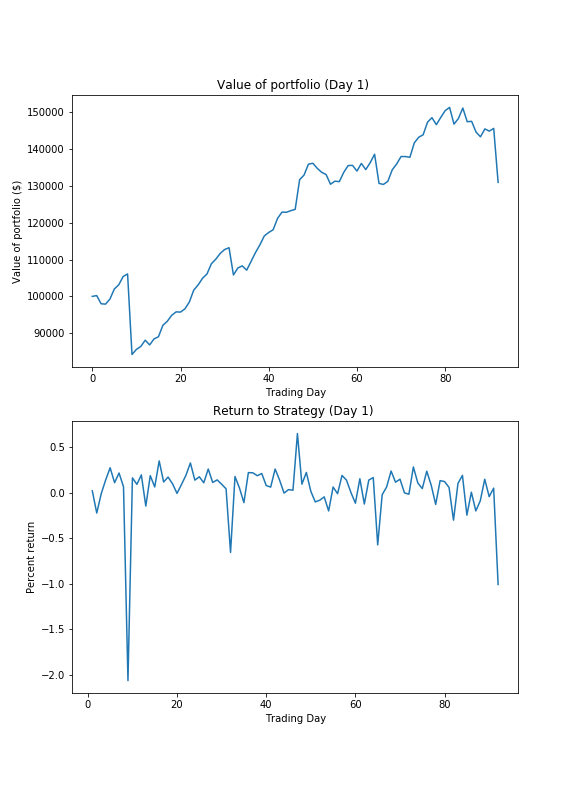 Value of portfolio (Day 1)
150000
140000
130000
120000
110000
100000
90000
Value of portfolio ($)
0 20 40 60 80
Trading Day
Return to Strategy (Day 1)
0.5
0.0
−0.5
−1.0
−1.5
−2.0
Percent return
0 20 40 60 80
Trading Day